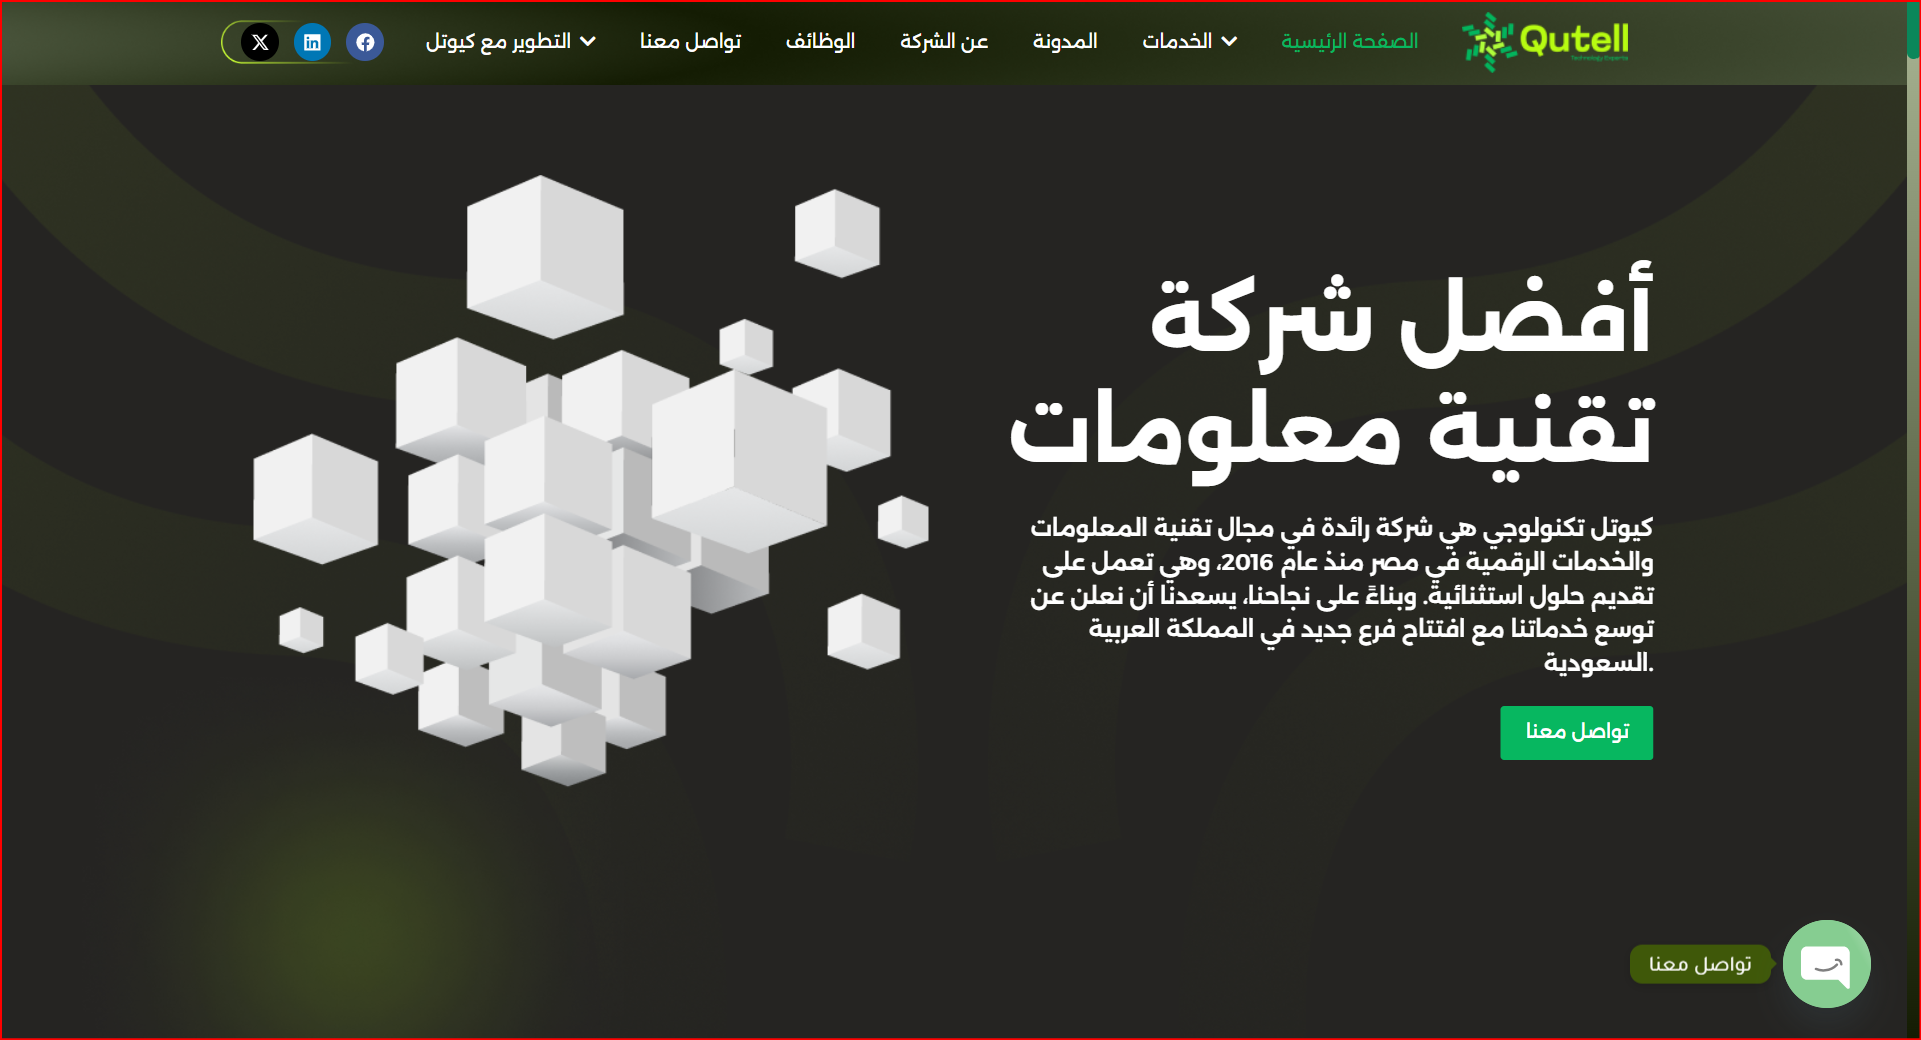 Qutell
Technology Experts
الصفحة الرئيسية
الخدمات
المدونة
عن الشركة
الوظائف
تواصل معنا
التطوير مع كيوتل
أفضل شركة
تقنية معلومات
كيوتل تكنولوجي هي شركة رائدة في مجال تقنية المعلومات
والخدمات الرقمية في مصر منذ عام 2016، وهي تعمل على
تقديم حلول استثنائية. وبناءً على نجاحنا، يسعدنا أن نعلن عن
توسع خدماتنا مع افتتاح فرع جديد في المملكة العربية
السعودية.
تواصل معنا
تواصل معنا